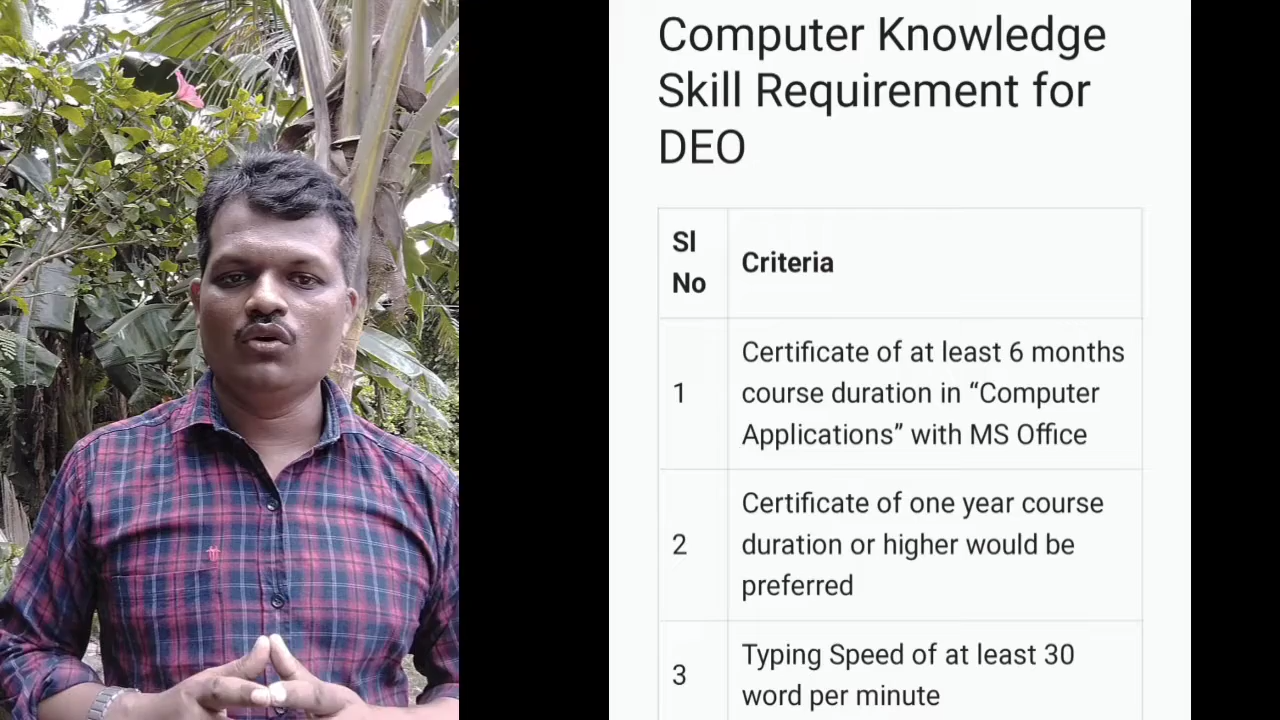 Computer Knowledge
Skill Requirement for
DEO
Sl
No
Criteria
1
Certificate of at least 6 months
course duration in “Computer
Applications” with MS Office
2
Certificate of one year course
duration or higher would be
preferred
3
Typing Speed of at least 30
word per minute